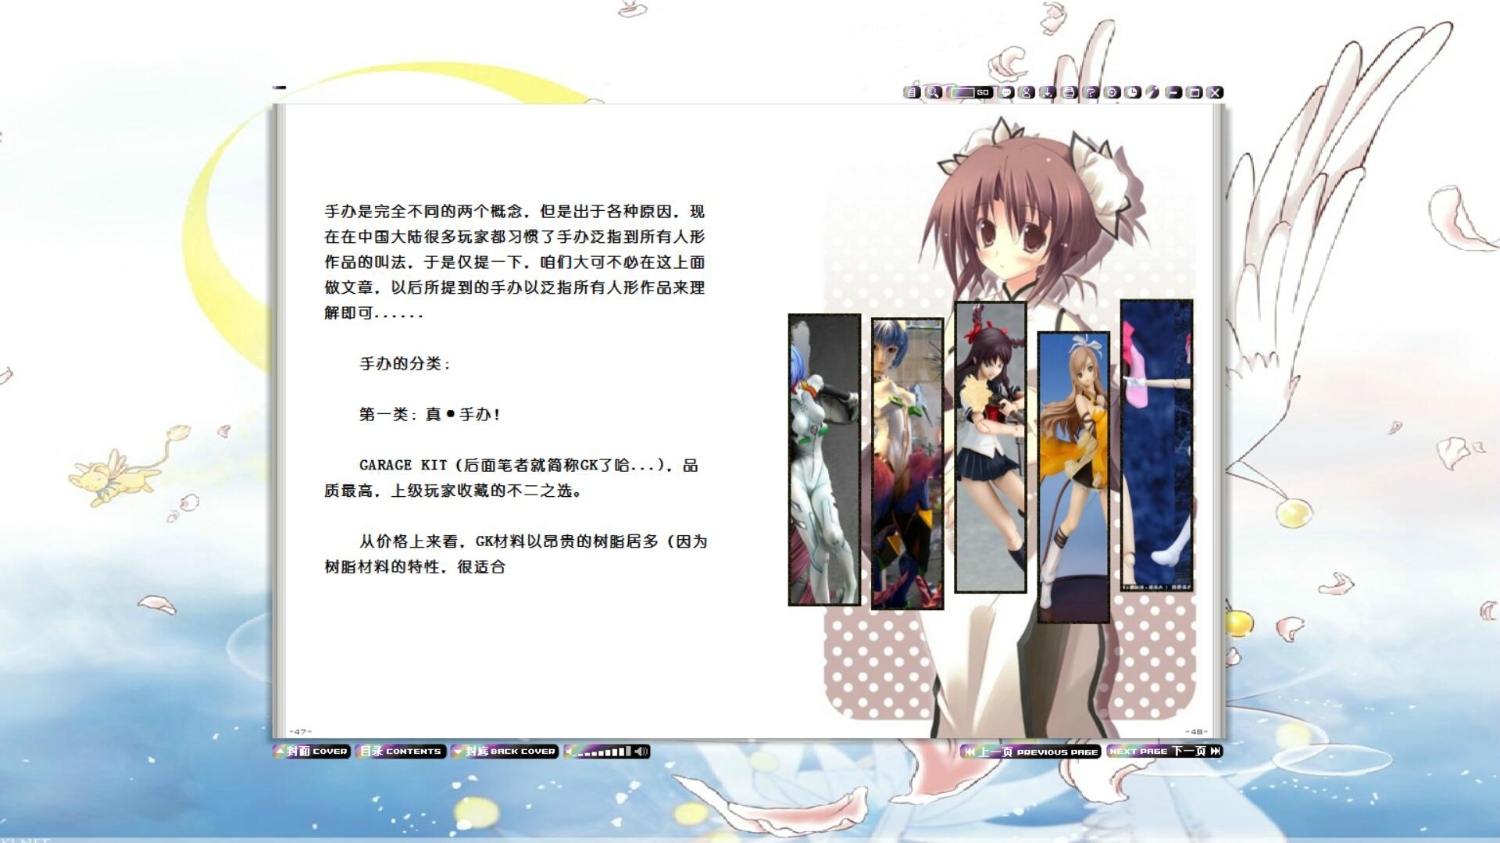 GO
手办是完全不同的两个概念，但是出于各种原因，现
在在中国大陆很多玩家都习惯了手办泛指到所有人形
作品的叫法，于是仅提一下，咱们大可不必在这上面
做文章，以后所提到的手办以泛指所有人形作品来理
解即可......
手办的分类：
第一类：真●手办！
GARAGE KIT（后面笔者就简称GK了哈...），品
质最高，上级玩家收藏的不二之选。
从价格上来看，GK材料以昂贵的树脂居多（因为
树脂材料的特性，很适合
-47-
-48-
封面 COVER
目录 CONTENTS
封底 BACK COVER
上一页 PREVIOUS PAGE
NEXT PAGE 下一页